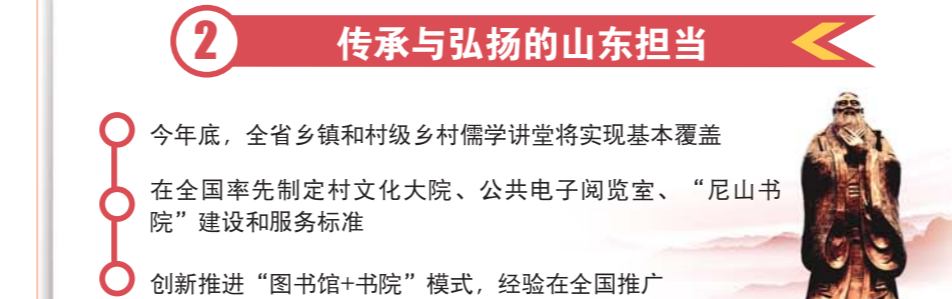 2
传承与弘扬的山东担当
今年底，全省乡镇和村级乡村儒学讲堂将实现基本覆盖
在全国率先制定村文化大院、公共电子阅览室、“尼山书
院”建设和服务标准
创新推进“图书馆+书院”模式，经验在全国推广